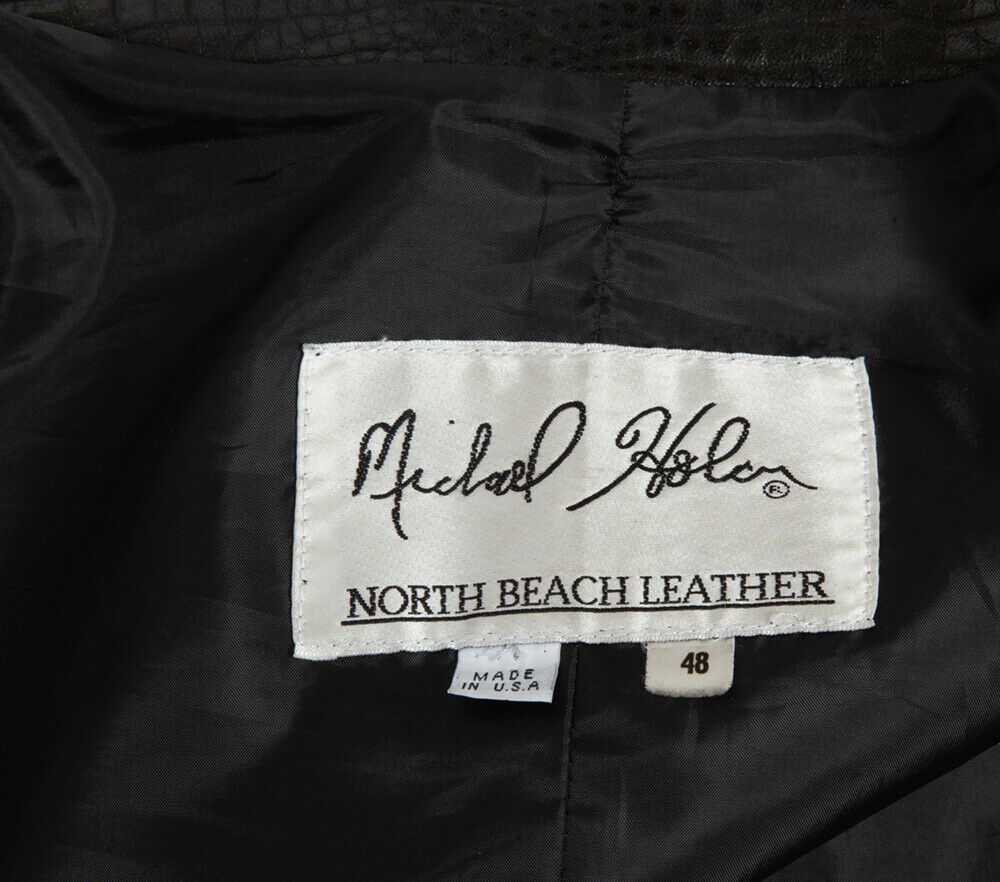 Michael Hoban ®
NORTH BEACH LEATHER
MADE
IN U.S.A
48